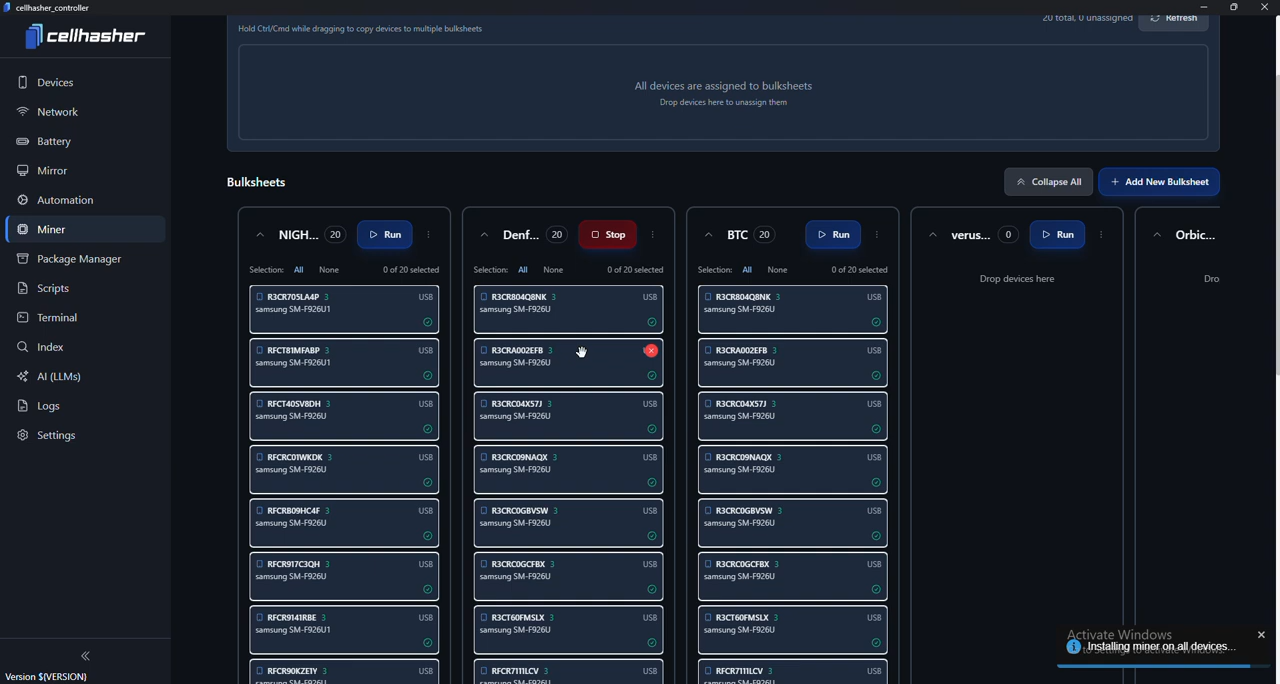 cellhasher_controller
cellhasher
Devices
Network
Battery
Mirror
Automation
Miner
Package Manager
Scripts
Terminal
Index
AI (LLMs)
Logs
Settings
Version ${VERSION}
Hold Ctrl/Cmd while dragging to copy devices to multiple bulksheets
20 total, 0 unassigned
Refresh
All devices are assigned to bulksheets
Drop devices here to unassign them
Bulksheets
Collapse All
+ Add New Bulksheet
NIGH... 20 Run
Selection: All None 0 of 20 selected
R3CR705LA4P 3 USB
samsung SM-F926U1
RFCT81MFABP 3 USB
samsung SM-F926U1
RFCT40SV8DH 3 USB
samsung SM-F926U
RFCRC01WKDK 3 USB
samsung SM-F926U
RFCRB09HC4F 3 USB
samsung SM-F926U
RFCR917C3QH 3 USB
samsung SM-F926U
RFCR9141RBE 3 USB
samsung SM-F926U1
RFCR90KZE1Y 3 USB
samsung SM-F926U
Denf... 20 Stop
Selection: All None 0 of 20 selected
R3CR804Q8NK 3 USB
samsung SM-F926U
R3CRA002EFB 3
samsung SM-F926U
R3CRC04X57J 3 USB
samsung SM-F926U
R3CRC09NAQX 3 USB
samsung SM-F926U
R3CRC0GBVSW 3 USB
samsung SM-F926U
R3CRC0GCFBX 3 USB
samsung SM-F926U
R3CT60FMSLX 3 USB
samsung SM-F926U
RFCR7111LCV 3 USB
samsung SM-F926U
BTC 20 Run
Selection: All None 0 of 20 selected
R3CR804Q8NK 3 USB
samsung SM-F926U
R3CRA002EFB 3 USB
samsung SM-F926U
R3CRC04X57J 3 USB
samsung SM-F926U
R3CRC09NAQX 3 USB
samsung SM-F926U
R3CRC0GBVSW 3 USB
samsung SM-F926U
R3CRC0GCFBX 3 USB
samsung SM-F926U
R3CT60FMSLX 3 USB
samsung SM-F926U
RFCR7111LCV 3 USB
samsung SM-F926U
verus... 0 Run
Drop devices here
Orbic...
Dro
Activate Windows
Installing miner on all devices...